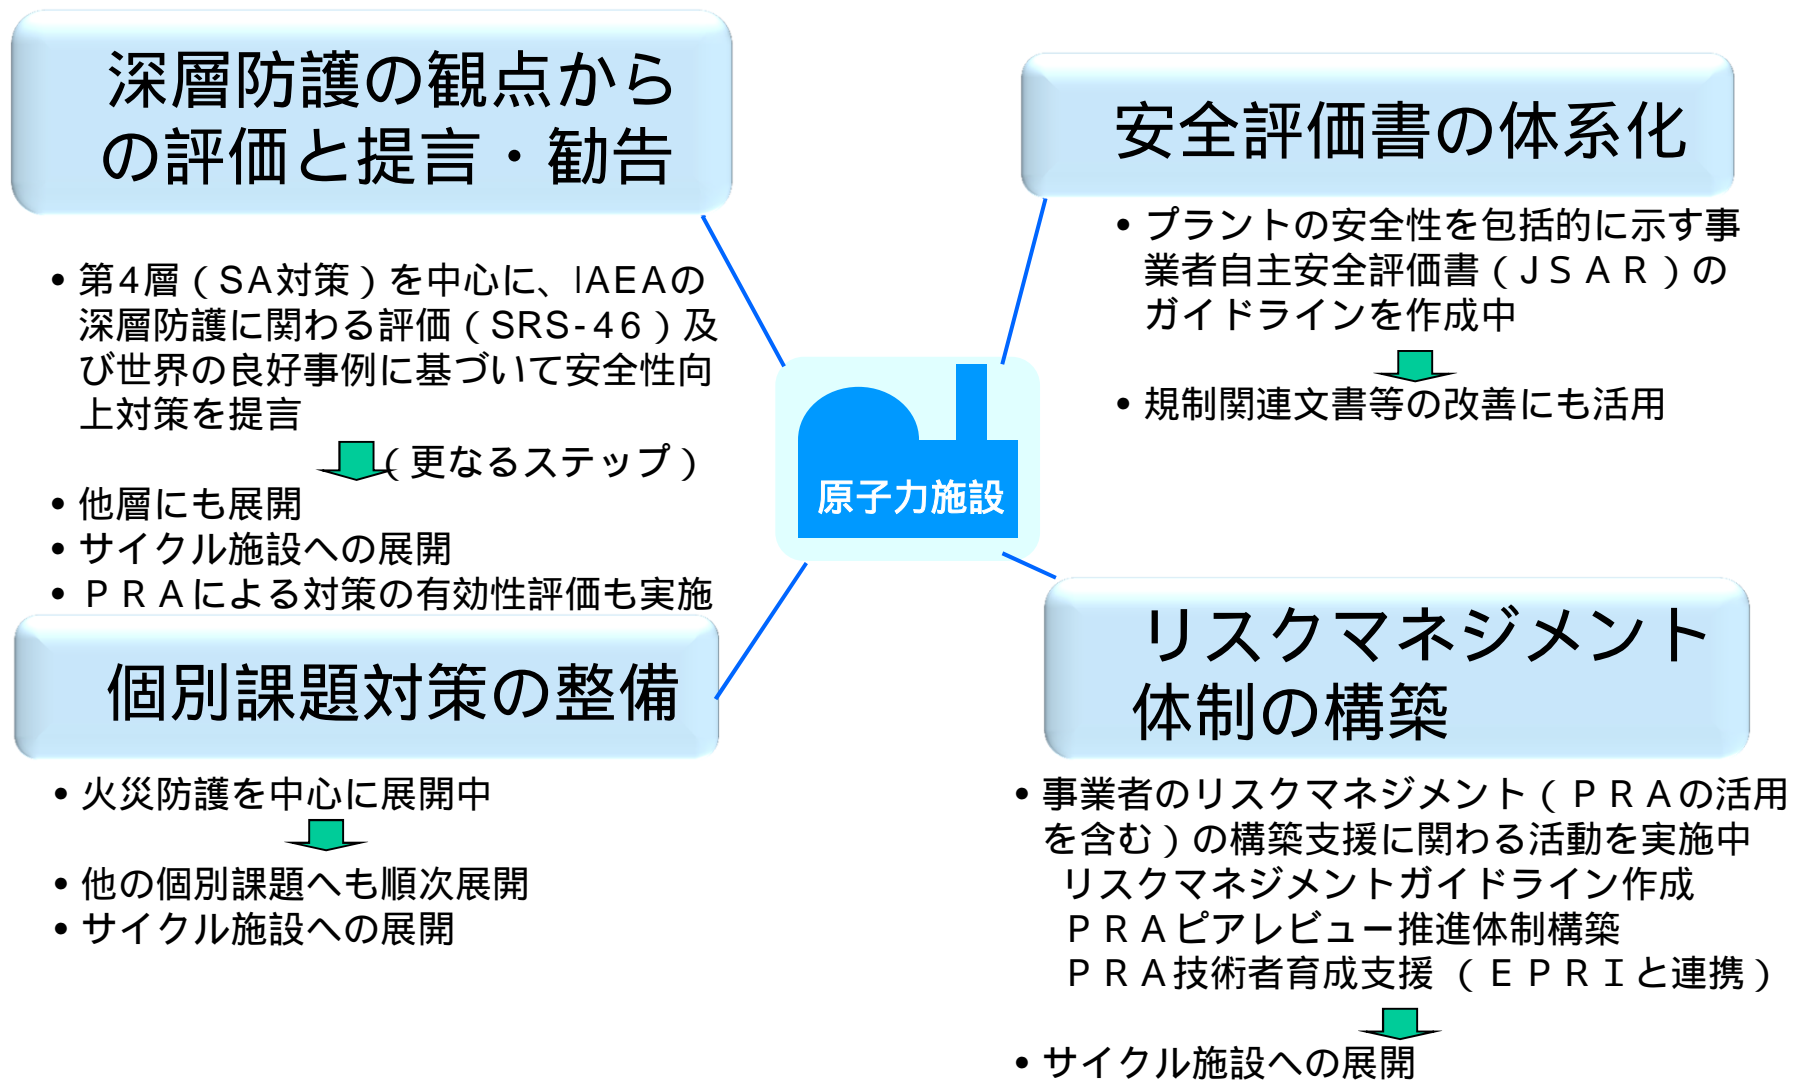 深層防護の観点から
の評価と提言・勧告
• 第4層（SA対策）を中心に、IAEAの
深層防護に関わる評価（SRS-46）及
び世界の良好事例に基づいて安全性向
上対策を提言
（更なるステップ）
• 他層にも展開
• サイクル施設への展開
• ＰＲＡによる対策の有効性評価も実施
安全評価書の体系化
• プラントの安全性を包括的に示す事
業者自主安全評価書（JＳＡＲ）の
ガイドラインを作成中
• 規制関連文書等の改善にも活用
原子力施設
個別課題対策の整備
• 火災防護を中心に展開中
• 他の個別課題へも順次展開
• サイクル施設への展開
リスクマネジメント
体制の構築
• 事業者のリスクマネジメント（ＰＲＡの活用
を含む）の構築支援に関わる活動を実施中
リスクマネジメントガイドライン作成
ＰＲＡピアレビュー推進体制構築
ＰＲＡ技術者育成支援（ＥＰＲＩと連携）
• サイクル施設への展開